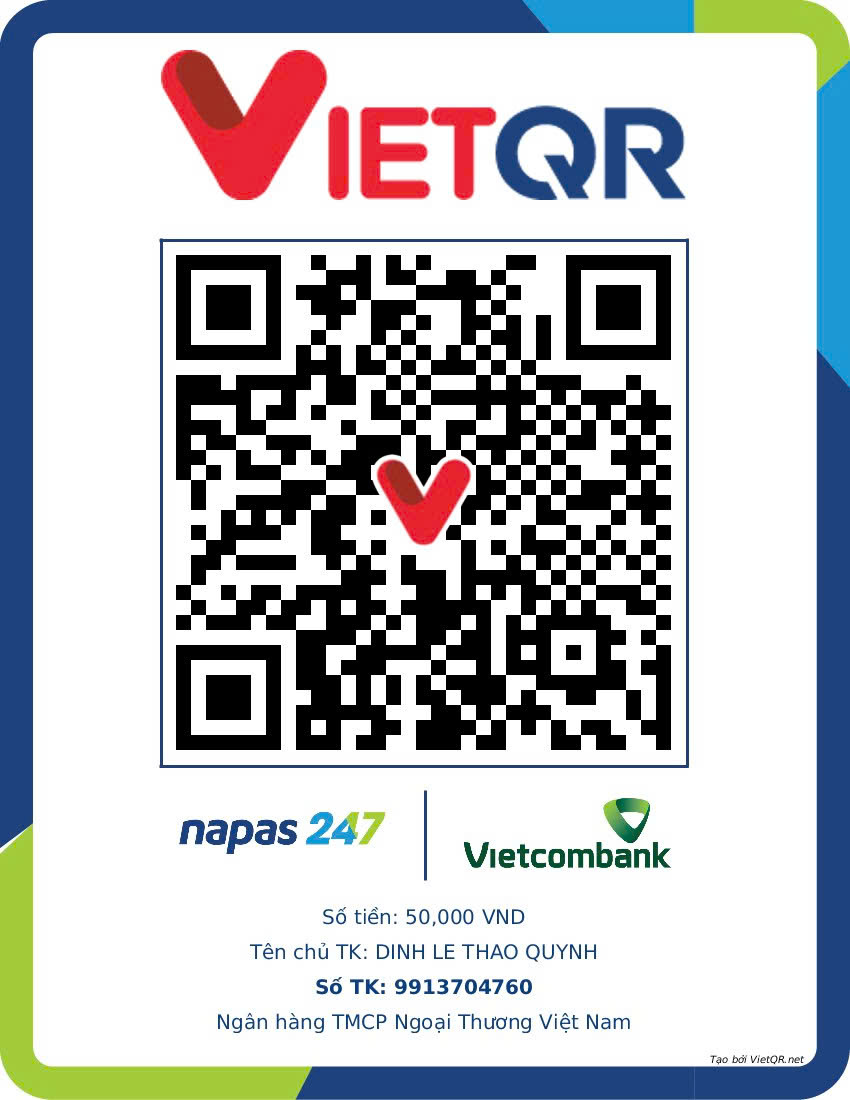 VIETQR
napas 247
Vietcombank
Số tiền: 50,000 VND
Tên chủ TK: DINH LE THAO QUYNH
Số TK: 9913704760
Ngân hàng TMCP Ngoại Thương Việt Nam
Tạo bởi VietQR.net